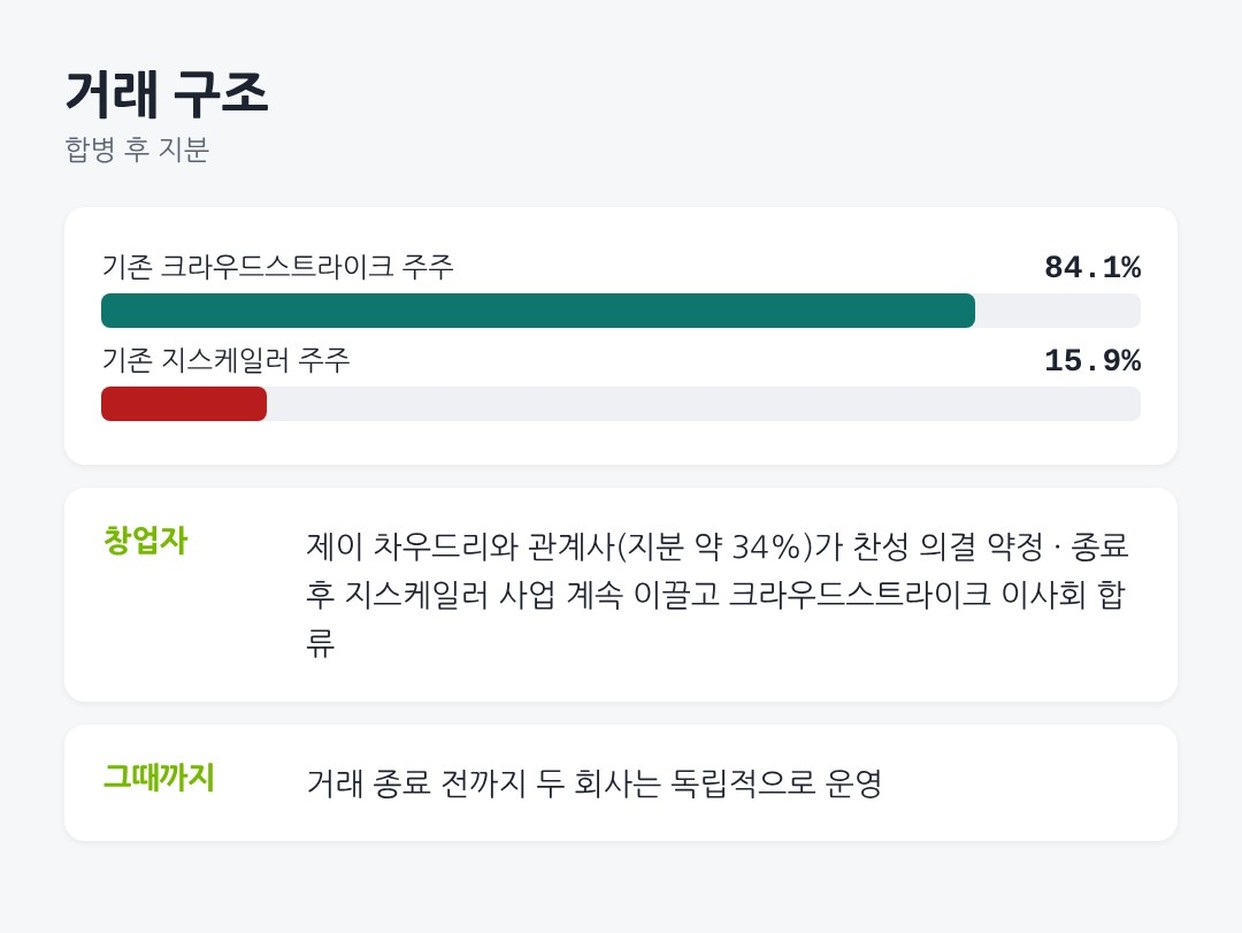 거래 구조
합병 후 지분
기존 크라우드스트라이크 주주 84.1%
기존 지스케일러 주주 15.9%
창업자
제이 차우드리와 관계사(지분 약 34%)가 찬성 의결 약정 · 종료
후 지스케일러 사업 계속 이끌고 크라우드스트라이크 이사회 합
류
그때까지
거래 종료 전까지 두 회사는 독립적으로 운영